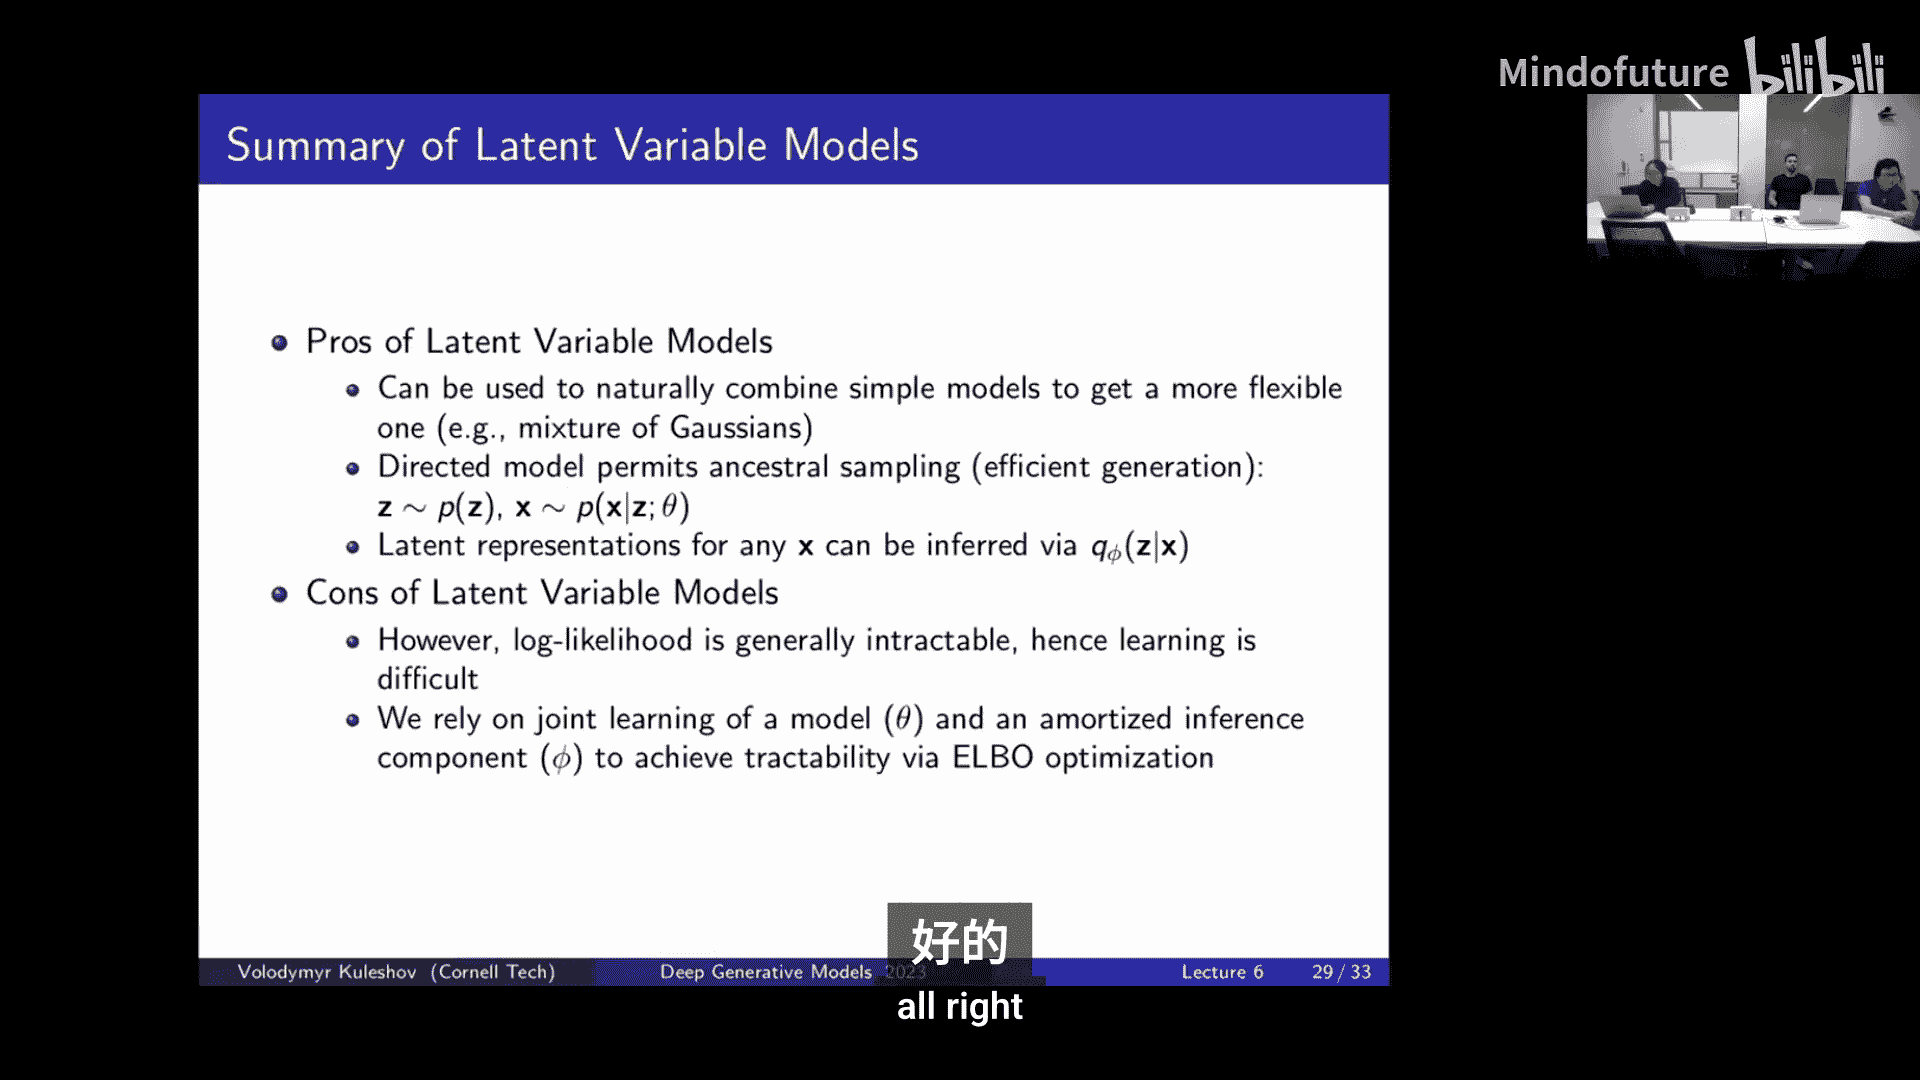 Mindofuture bilibili
Summary of Latent Variable Models
Pros of Latent Variable Models
Can be used to naturally combine simple models to get a more flexible
one (e.g., mixture of Gaussians)
Directed model permits ancestral sampling (efficient generation):
z ∼ p(z), x ∼ p(x|z; θ)
Latent representations for any x can be inferred via qϕ(z|x)
Cons of Latent Variable Models
However, log-likelihood is generally intractable, hence learning is
difficult
We rely on joint learning of a model (θ) and an amortized inference
component (ϕ) to achieve tractability via ELBO optimization
好的
Volodymyr Kuleshov (Cornell Tech) Deep Generative Models 2023 Lecture 6 29 / 33
all right